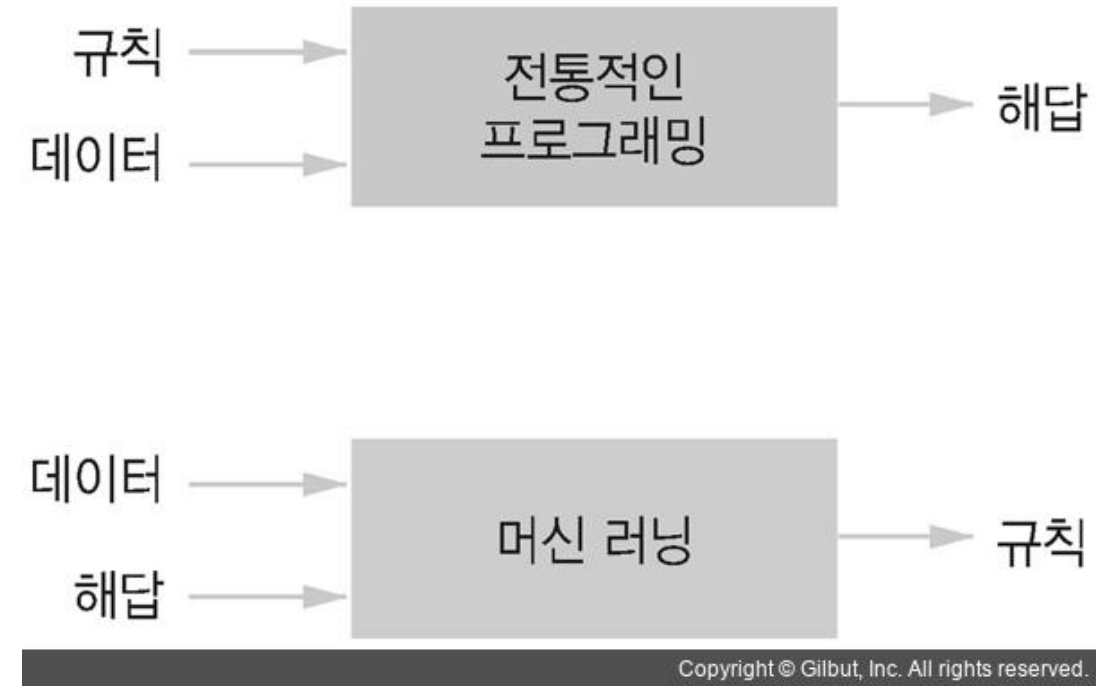 규칙
전통적인
프로그래밍
해답
데이터
데이터
머신 러닝
규칙
해답
Copyright © Gilbut, Inc. All rights reserved.